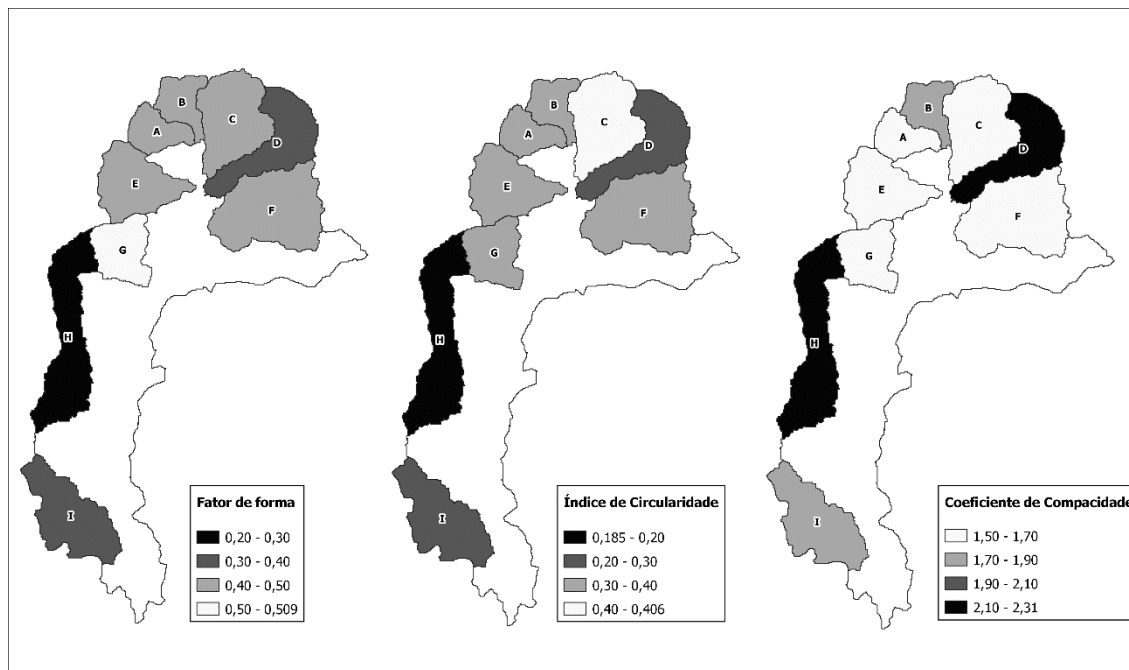 B
C
A
D
E
F
G
H
I
Fator de forma
0,20 - 0,30
0,30 - 0,40
0,40 - 0,50
0,50 - 0,509
B
C
A
D
E
F
G
H
I
Índice de Circularidade
0,185 - 0,20
0,20 - 0,30
0,30 - 0,40
0,40 - 0,406
B
C
A
D
E
F
G
H
I
Coeficiente de Compacidade
1,50 - 1,70
1,70 - 1,90
1,90 - 2,10
2,10 - 2,31